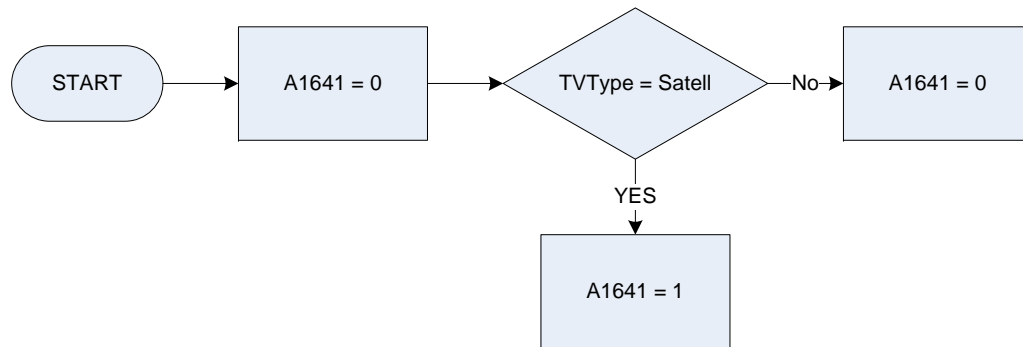 START
A1641 = 0
TVType = Satell
No
A1641 = 0
YES
A1641 = 1